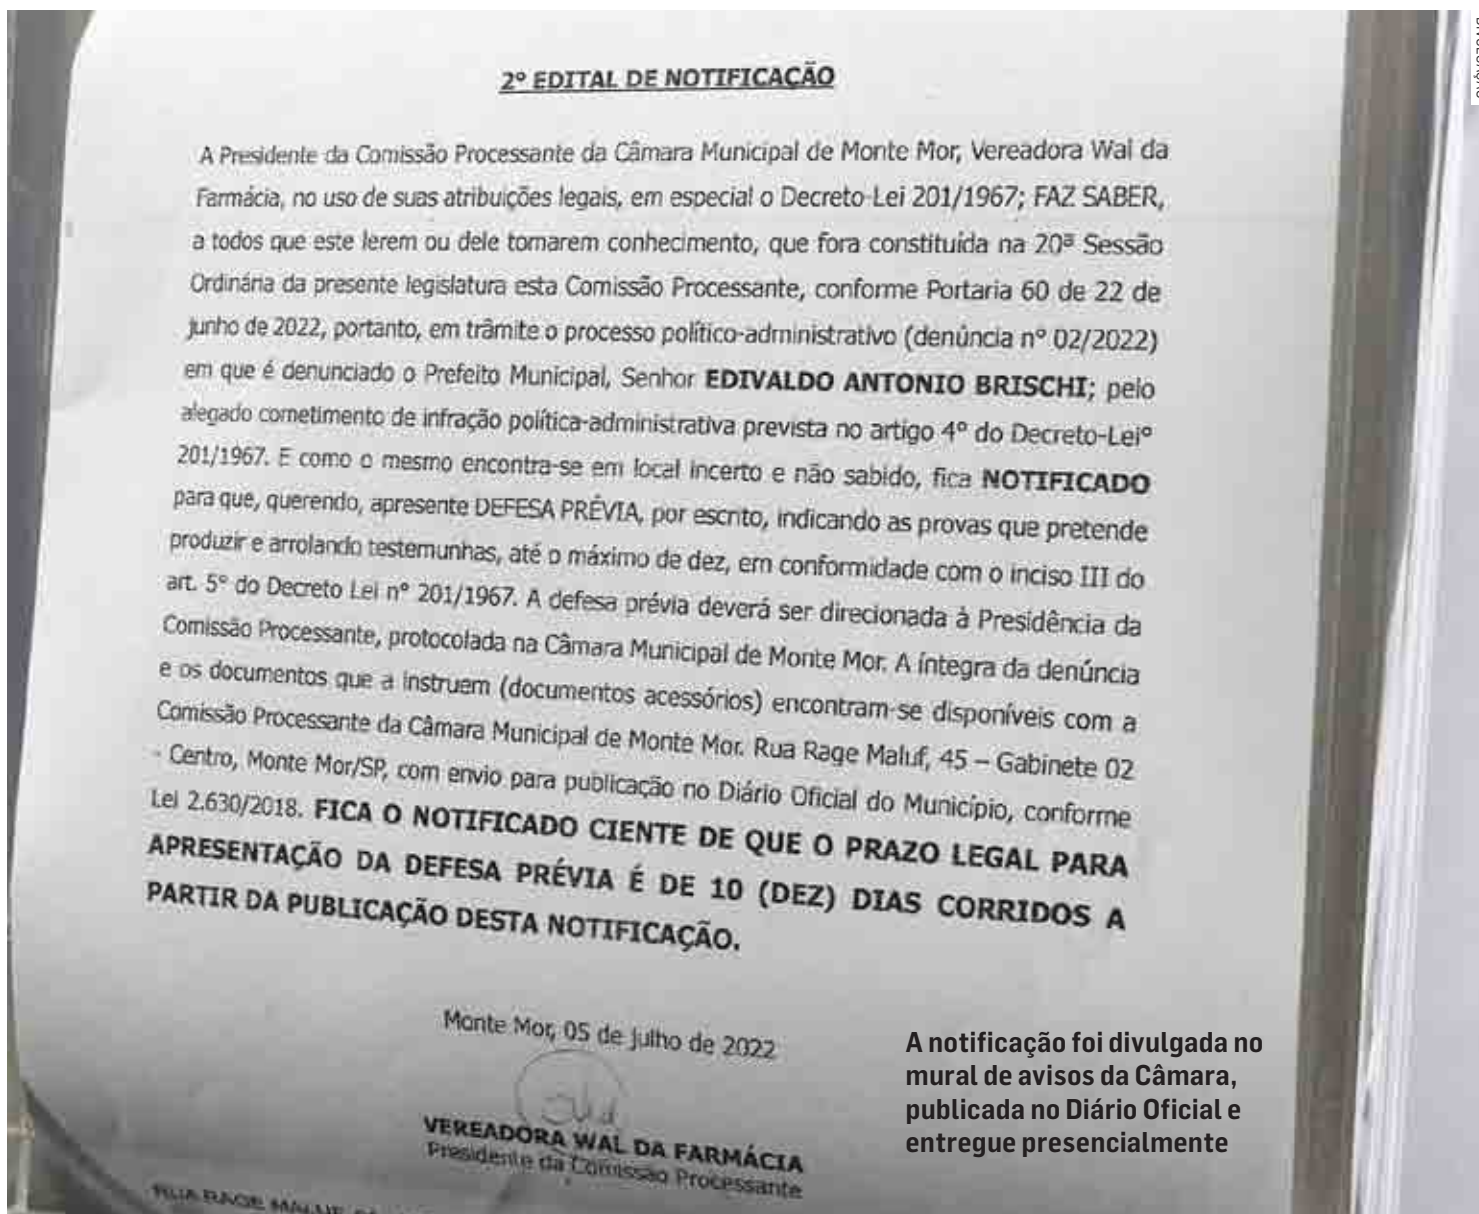 DIVULGAÇÃO
2º EDITAL DE NOTIFICAÇÃO
A Presidente da Comissão Processante da Câmara Municipal de Monte Mor, Vereadora Wal da
Farmácia, no uso de suas atribuições legais, em especial o Decreto-Lei 201/1967; FAZ SABER,
a todos que este lerem ou dele tomarem conhecimento, que fora constituída na 20ª Sessão
Ordinária da presente legislatura esta Comissão Processante, conforme Portaria 60 de 22 de
junho de 2022, portanto, em trâmite o processo político-administrativo (denúncia nº 02/2022)
em que é denunciado o Prefeito Municipal, Senhor EDIVALDO ANTONIO BRISCHI; pelo
alegado cometimento de infração política-administrativa prevista no artigo 4º do Decreto-Leiº
201/1967. E como o mesmo encontra-se em local incerto e não sabido, fica NOTIFICADO
para que, querendo, apresente DEFESA PRÉVIA, por escrito, indicando as provas que pretende
produzir e arrolando testemunhas, até o máximo de dez, em conformidade com o inciso III do
art. 5º do Decreto Lei nº 201/1967. A defesa prévia deverá ser direcionada à Presidência da
Comissão Processante, protocolada na Câmara Municipal de Monte Mor. A íntegra da denúncia
e os documentos que a instruem (documentos acessórios) encontram-se disponíveis com a
Comissão Processante da Câmara Municipal de Monte Mor. Rua Rage Maluf, 45 – Gabinete 02
- Centro, Monte Mor/SP, com envio para publicação no Diário Oficial do Município, conforme
Lei 2.630/2018. FICA O NOTIFICADO CIENTE DE QUE O PRAZO LEGAL PARA
APRESENTAÇÃO DA DEFESA PRÉVIA É DE 10 (DEZ) DIAS CORRIDOS A
PARTIR DA PUBLICAÇÃO DESTA NOTIFICAÇÃO.
Monte Mor, 05 de julho de 2022
VEREADORA WAL DA FARMÁCIA
Presidente da Comissão Processante
RUA RAGE MALUF
A notificação foi divulgada no
mural de avisos da Câmara,
publicada no Diário Oficial e
entregue presencialmente